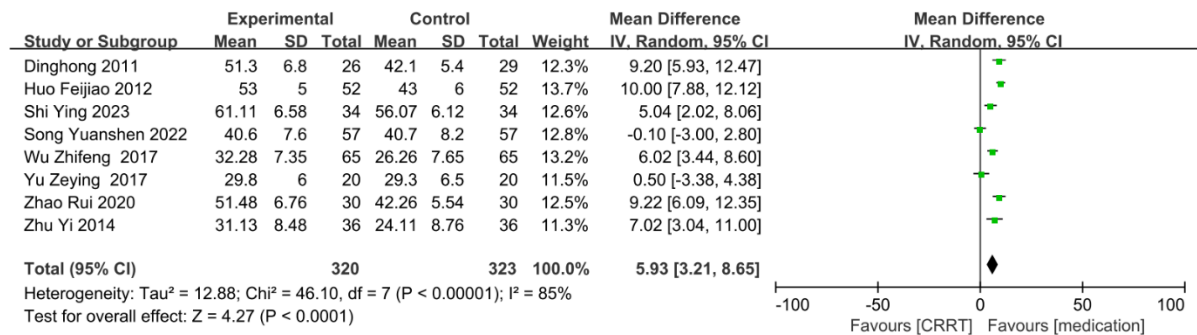 Experimental Control Mean Difference Mean Difference
Study or Subgroup Mean SD Total Mean SD Total Weight IV, Random, 95% CI IV, Random, 95% CI
Dinghong 2011 51.3 6.8 26 42.1 5.4 29 12.3% 9.20 [5.93, 12.47]
Huo Feijiao 2012 53 5 52 43 6 52 13.7% 10.00 [7.88, 12.12]
Shi Ying 2023 61.11 6.58 34 56.07 6.12 34 12.6% 5.04 [2.02, 8.06]
Song Yuanshen 2022 40.6 7.6 57 40.7 8.2 57 12.8% -0.10 [-3.00, 2.80]
Wu Zhifeng 2017 32.28 7.35 65 26.26 7.65 65 13.2% 6.02 [3.44, 8.60]
Yu Zeying 2017 29.8 6 20 29.3 6.5 20 11.5% 0.50 [-3.38, 4.38]
Zhao Rui 2020 51.48 6.76 30 42.26 5.54 30 12.5% 9.22 [6.09, 12.35]
Zhu Yi 2014 31.13 8.48 36 24.11 8.76 36 11.3% 7.02 [3.04, 11.00]
Total (95% CI) 320 323 100.0% 5.93 [3.21, 8.65]
Heterogeneity: Tau² = 12.88; Chi² = 46.10, df = 7 (P < 0.00001); I² = 85%
Test for overall effect: Z = 4.27 (P < 0.0001)
-100 -50 0 50 100
Favours [CRRT] Favours [medication]